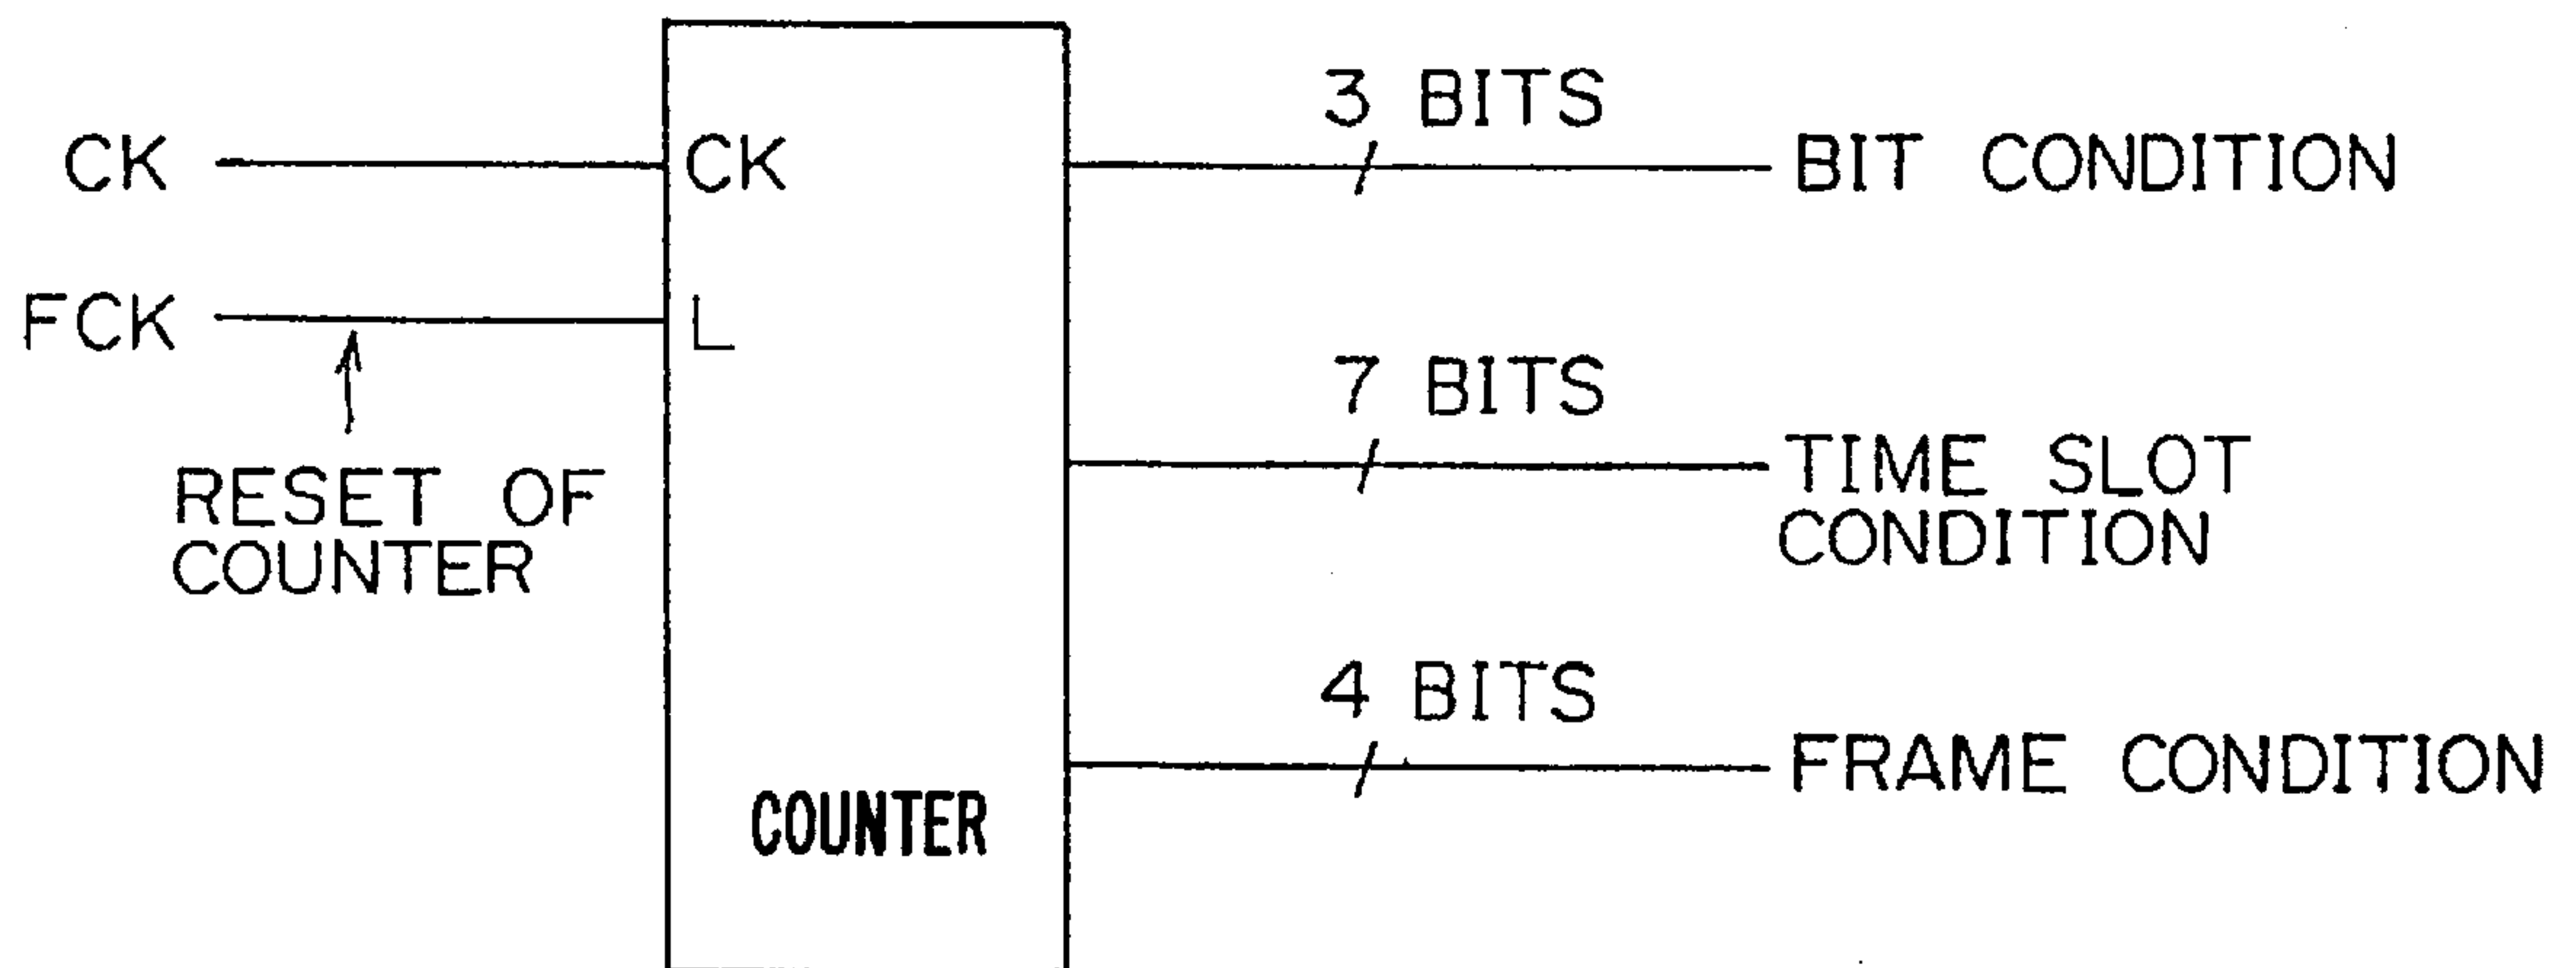 3 BITS
CK
CK
BIT CONDITION
FCK
L
7 BITS
RESET OF
COUNTER
TIME SLOT
CONDITION
4 BITS
FRAME CONDITION
COUNTER